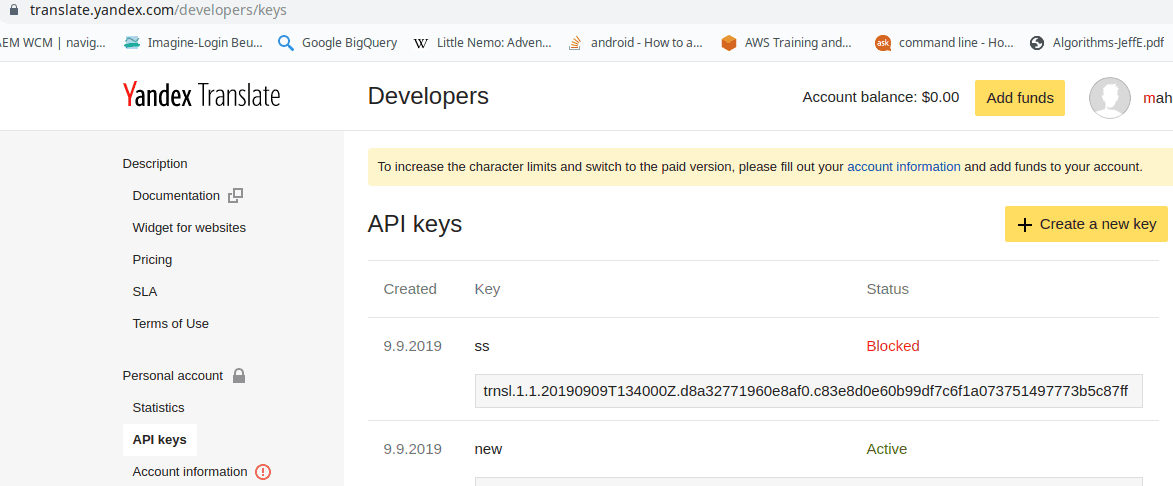 translate.yandex.com/developers/keys
AEM WCM | navig... Imagine-Login Beu... Google BigQuery W Little Nemo: Adven... android - How to a... AWS Training and... ask command line - Ho... Algorithms-JeffE.pdf
Yandex Translate Developers Account balance: $0.00 Add funds mah
To increase the character limits and switch to the paid version, please fill out your account information and add funds to your account.
Description
Documentation
Widget for websites
Pricing
SLA
Terms of Use
Personal account
Statistics
API keys
Account information
API keys + Create a new key
Created Key Status
9.9.2019 ss Blocked
trnsl.1.1.20190909T134000Z.d8a32771960e8af0.c83e8d0e60b99df7c6f1a073751497773b5c87ff
9.9.2019 new Active